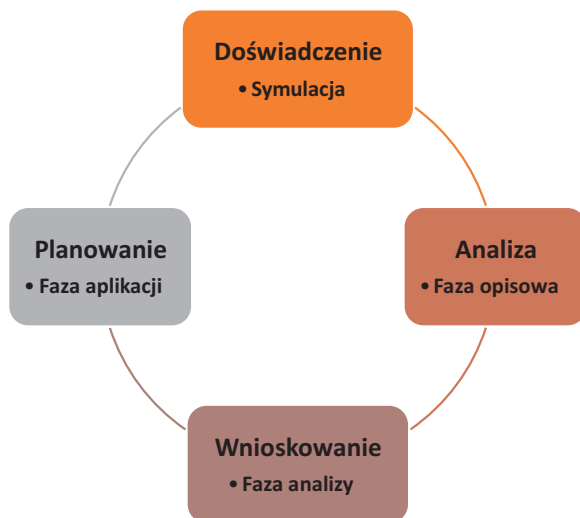 Doświadczenie
• Symulacja
Planowanie
• Faza aplikacji
Analiza
• Faza opisowa
Wnioskowanie
• Faza analizy